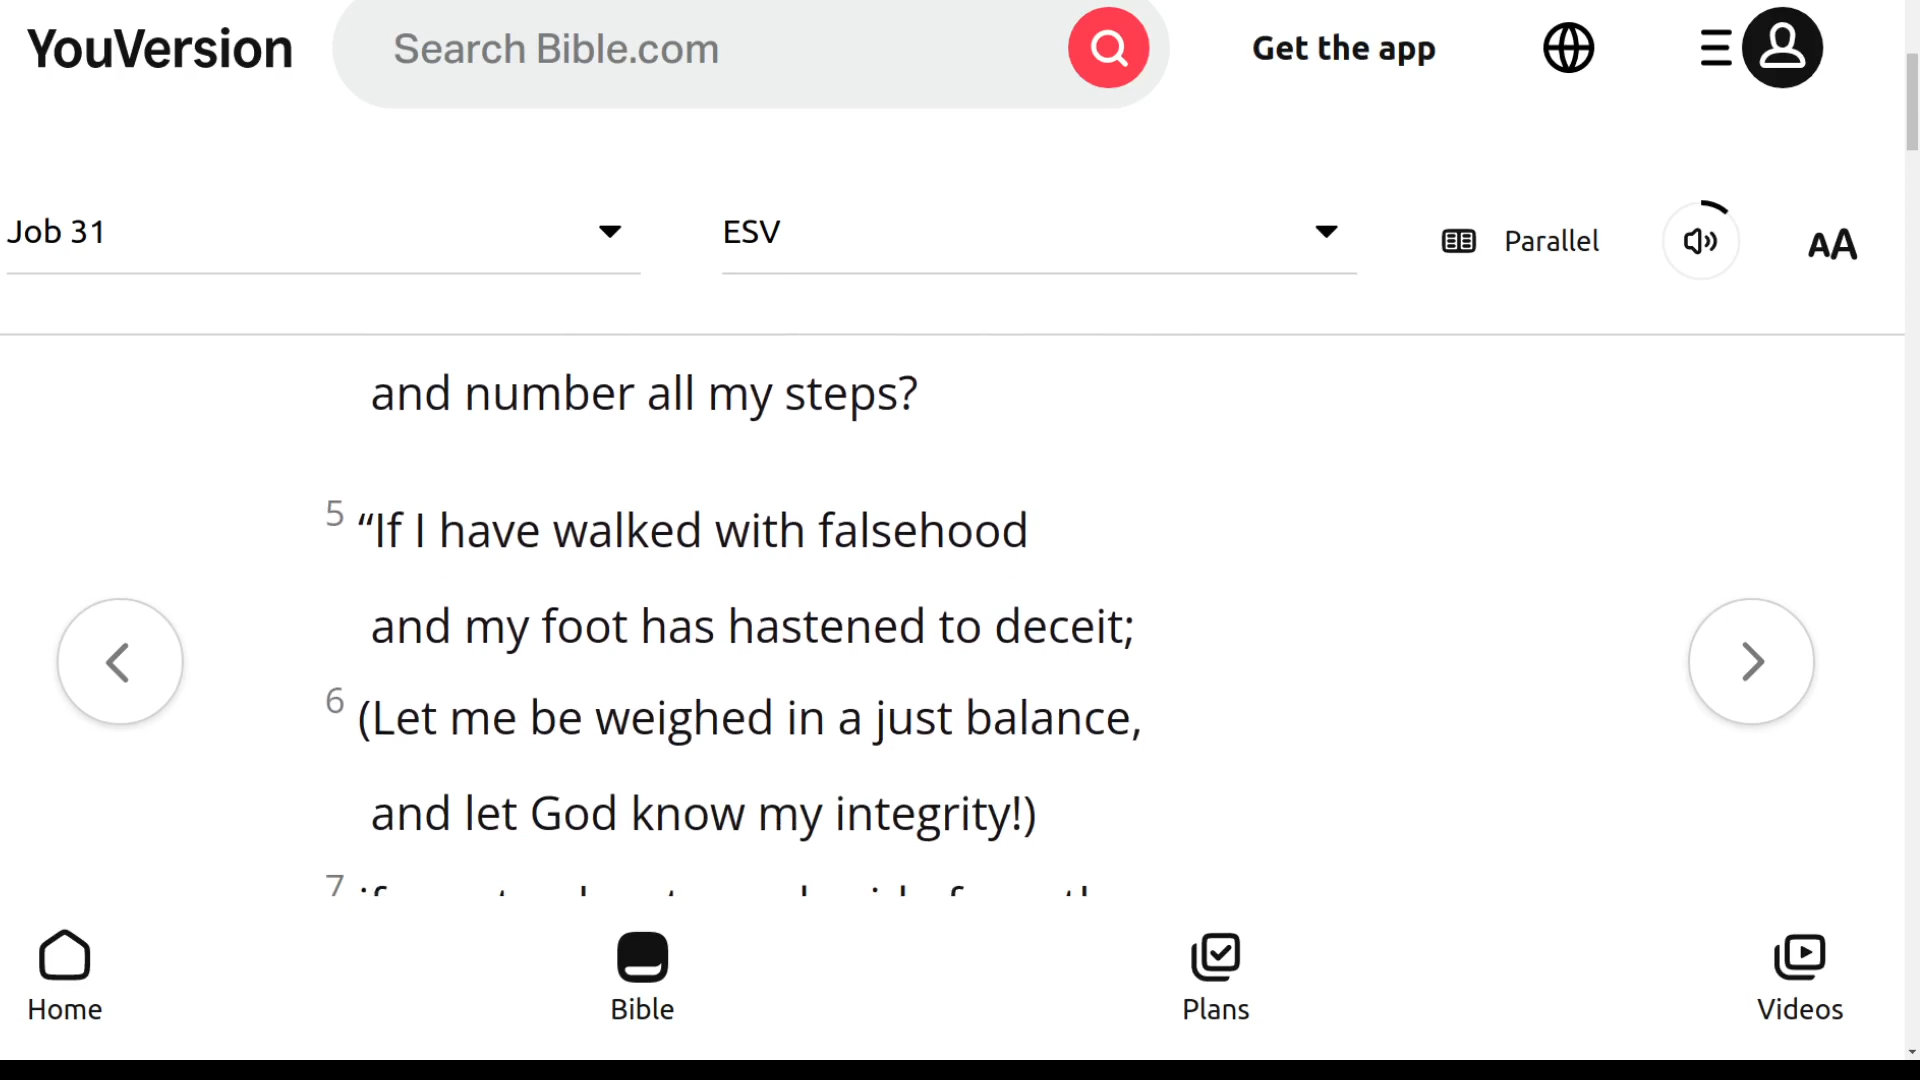 YouVersion
Search Bible.com
Get the app
Job 31
ESV
Parallel
AA
and number all my steps?
5 “If I have walked with falsehood
and my foot has hastened to deceit;
6 (Let me be weighed in a just balance,
and let God know my integrity!)
7
Home
Bible
Plans
Videos